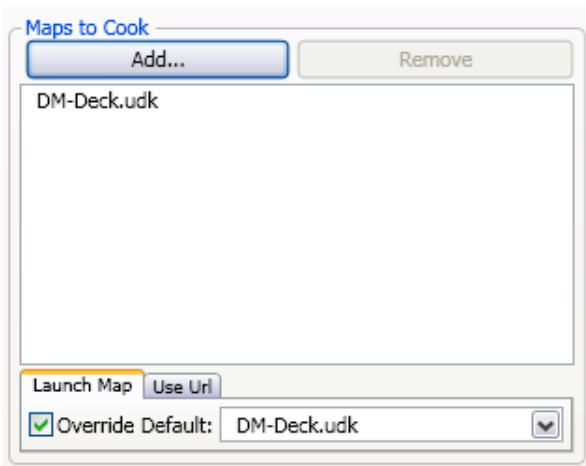 Maps to Cook
Add... Remove
DM-Deck.udk
Launch Map Use Url
Override Default: DM-Deck.udk